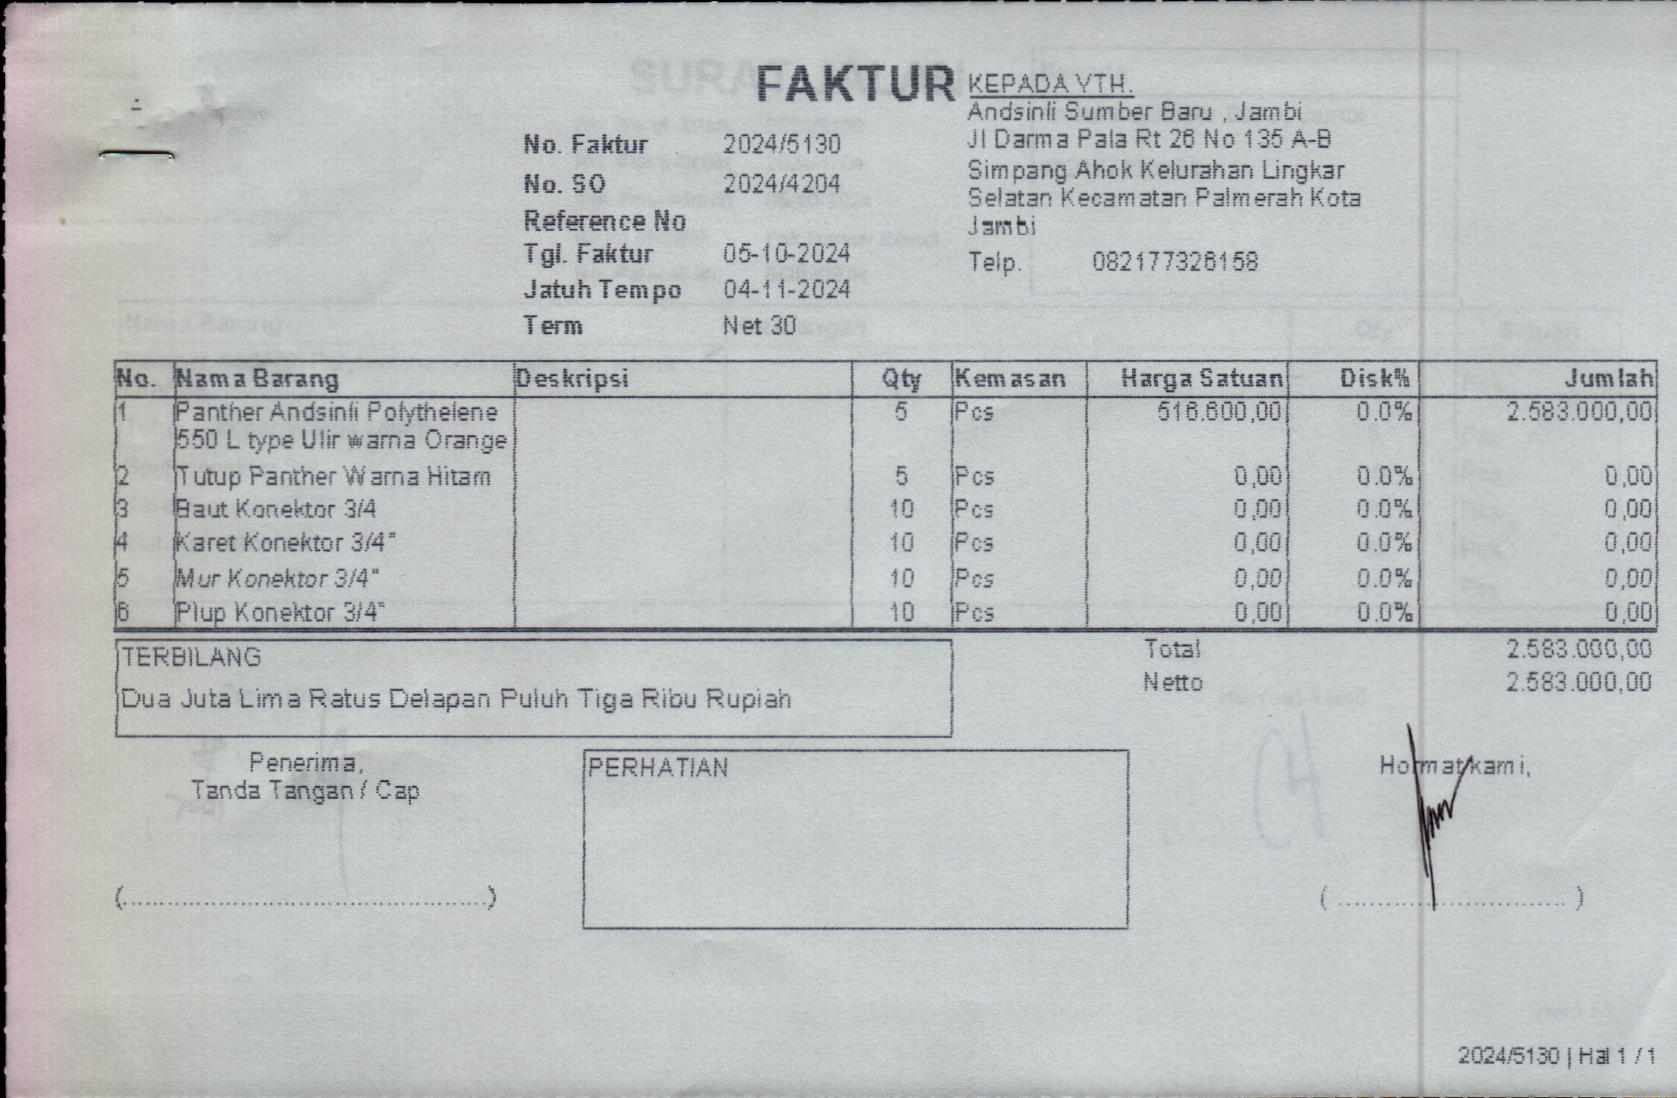 FAKTUR
No. Faktur 2024/5130
No. SO 2024/4204
Reference No
Tgl. Faktur 05-10-2024
Jatuh Tempo 04-11-2024
Term Net 30
KEPADA YTH.
Andsinli Sumber Baru , Jambi
Jl Darma Pala Rt 26 No 135 A-B
Simpang Ahok Kelurahan Lingkar
Selatan Kecamatan Palmerah Kota
Jambi
Telp. 082177326158
No. Nama Barang Deskripsi Qty Kemasan Harga Satuan Disk% Jumlah
1 Panther Andsinli Polythelene 5 Pcs 516.600,00 0.0% 2.583.000,00
550 L type Ulir warna Orange
2 Tutup Panther Warna Hitam 5 Pcs 0,00 0.0% 0,00
3 Baut Konektor 3/4 10 Pcs 0,00 0.0% 0,00
4 Karet Konektor 3/4" 10 Pcs 0,00 0.0% 0,00
5 Mur Konektor 3/4" 10 Pcs 0,00 0.0% 0,00
6 Plup Konektor 3/4" 10 Pcs 0,00 0.0% 0,00
TERBILANG
Dua Juta Lima Ratus Delapan Puluh Tiga Ribu Rupiah
Total 2.583.000,00
Netto 2.583.000,00
Penerima,
Tanda Tangan / Cap
PERHATIAN
Hormat kami,
(................................................)
( .............................. )
2024/5130 | Hal 1 / 1